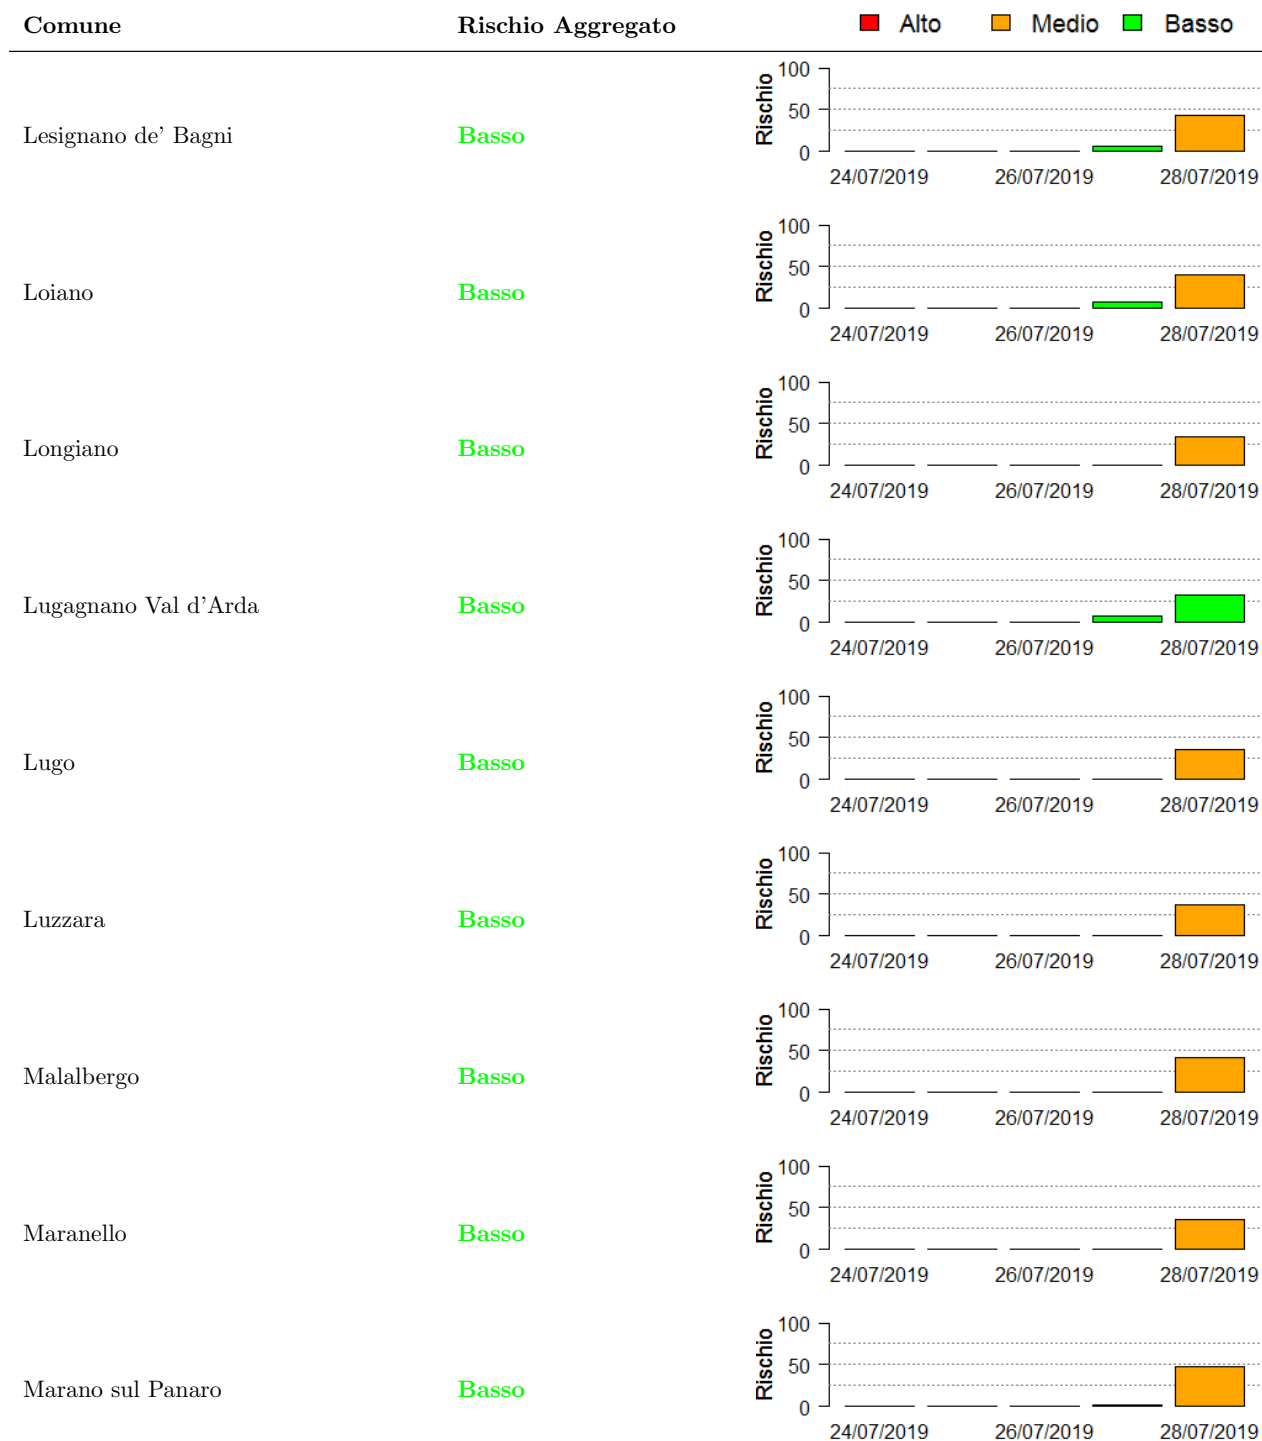 Comune Rischio Aggregato Alto Medio Basso
100
50
0
Rischio
Lesignano de' Bagni Basso
24/07/2019 26/07/2019 28/07/2019
100
50
0
Rischio
Loiano Basso
24/07/2019 26/07/2019 28/07/2019
100
50
0
Rischio
Longiano Basso
24/07/2019 26/07/2019 28/07/2019
100
50
0
Rischio
Lugagnano Val d'Arda Basso
24/07/2019 26/07/2019 28/07/2019
100
50
0
Rischio
Lugo Basso
24/07/2019 26/07/2019 28/07/2019
100
50
0
Rischio
Luzzara Basso
24/07/2019 26/07/2019 28/07/2019
100
50
0
Rischio
Malalbergo Basso
24/07/2019 26/07/2019 28/07/2019
100
50
0
Rischio
Maranello Basso
24/07/2019 26/07/2019 28/07/2019
100
50
0
Rischio
Marano sul Panaro Basso
24/07/2019 26/07/2019 28/07/2019